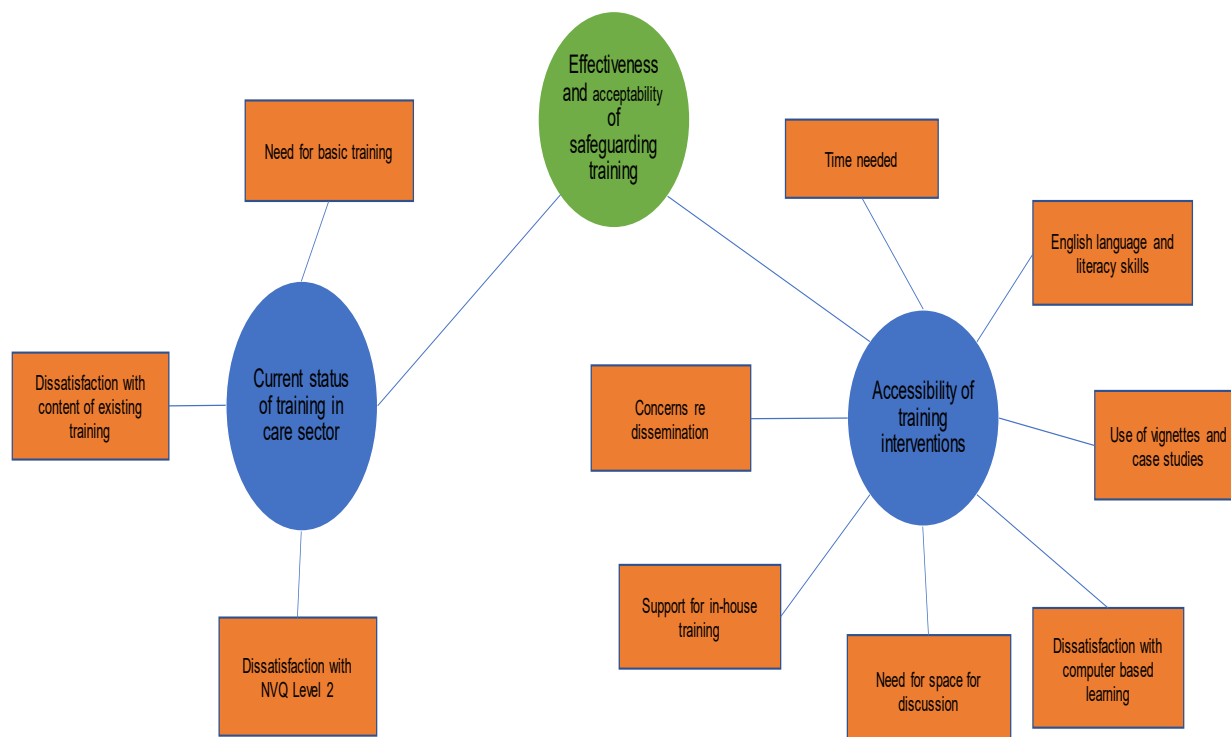 Effectiveness
and acceptability
of
safeguarding
training
Need for basic training
Time needed
English language and
literacy skills
Dissatisfaction with
content of existing
training
Current status
of training in
care sector
Concerns re
dissemination
Accessibility of
training
interventions
Use of vignettes and
case studies
Support for in-house
training
Dissatisfaction with
NVQ Level 2
Need for space for
discussion
Dissatisfaction with
computer based
learning